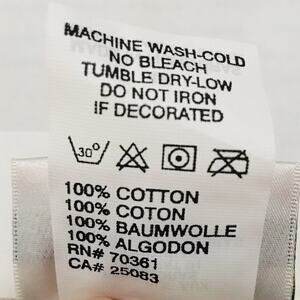 MACHINE WASH-COLD
NO BLEACH
TUMBLE DRY-LOW
DO NOT IRON
IF DECORATED
30°
100% COTTON
100% COTON
100% BAUMWOLLE
100% ALGODON
RN# 70361
CA# 25083